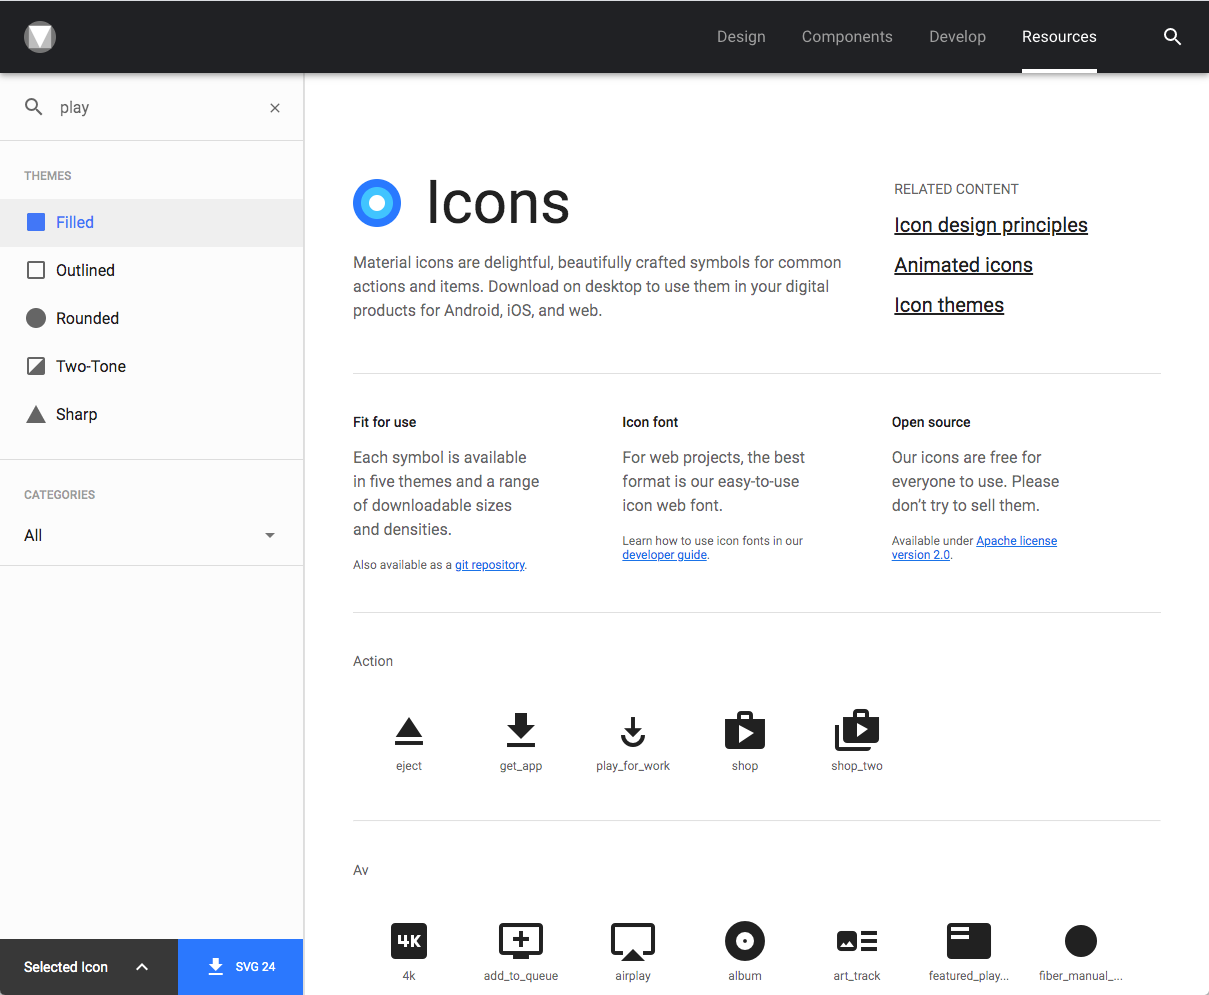 Design Components Develop Resources
play
THEMES
Filled
Outlined
Rounded
Two-Tone
Sharp
CATEGORIES
All
Selected Icon
SVG 24
Icons
Material icons are delightful, beautifully crafted symbols for common
actions and items. Download on desktop to use them in your digital
products for Android, iOS, and web.
RELATED CONTENT
Icon design principles
Animated icons
Icon themes
Fit for use
Each symbol is available
in five themes and a range
of downloadable sizes
and densities.
Also available as a git repository.
Icon font
For web projects, the best
format is our easy-to-use
icon web font.
Learn how to use icon fonts in our
developer guide.
Open source
Our icons are free for
everyone to use. Please
don’t try to sell them.
Available under Apache license
version 2.0.
Action
eject get_app play_for_work shop shop_two
Av
4K
4k add_to_queue airplay album art_track featured_play... fiber_manual_...